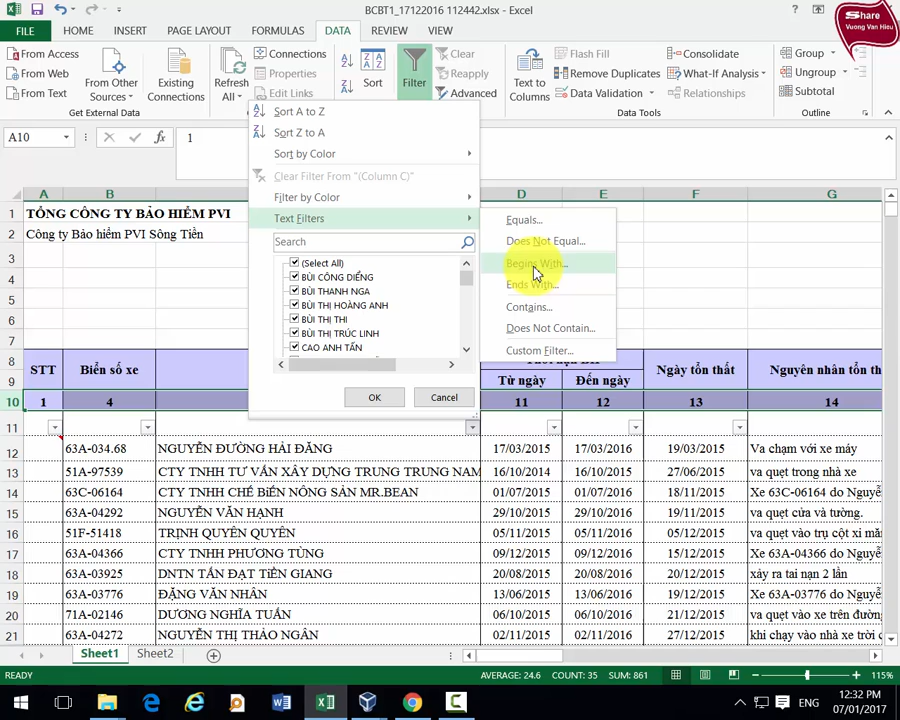 BCBT1_17122016 112442.xlsx - Excel
Share
Vuong Van Hieu
FILE HOME INSERT PAGE LAYOUT FORMULAS DATA REVIEW VIEW
From Access
From Web
From Text
From Other Sources
Existing Connections
Get External Data
Refresh All
Connections
Properties
Edit Links
Sort
Filter
Clear
Reapply
Advanced
Text to Columns
Flash Fill
Remove Duplicates
Data Validation
Consolidate
What-If Analysis
Relationships
Data Tools
Group
Ungroup
Subtotal
Outline
A10
fx
1
Sort A to Z
Sort Z to A
Sort by Color
Clear Filter From "(Column C)"
Filter by Color
Text Filters
Search
(Select All)
BÙI CÔNG DIỂNG
BÙI THANH NGA
BÙI THỊ HOÀNG ANH
BÙI THỊ THI
BÙI THỊ TRÚC LINH
CAO ANH TẤN
OK Cancel
Equals...
Does Not Equal...
Begins With...
Ends With...
Contains...
Does Not Contain...
Custom Filter...
A B D E F G
1 TỔNG CÔNG TY BẢO HIỂM PVI
2 Công ty Bảo hiểm PVI Sông Tiền
3
4
5
6
7
8
9
STT Biển số xe Từ ngày Đến ngày Ngày tổn thất Nguyên nhân tổn th
10 1 4 11 12 13 14
11
12 63A-034.68 NGUYỄN ĐƯỜNG HẢI ĐĂNG 17/03/2015 17/03/2016 19/03/2015 Va chạm với xe máy
13 51A-97539 CTY TNHH TƯ VẤN XÂY DỰNG TRUNG TRUNG NAM 16/10/2014 16/10/2015 27/06/2015 va quẹt trong nhà xe
14 63C-06164 CTY TNHH CHẾ BIẾN NÔNG SẢN MR.BEAN 01/07/2015 01/07/2016 18/11/2015 Xe 63C-06164 do Nguyễ
15 63A-04292 NGUYỄN VĂN HẠNH 29/10/2015 29/10/2016 19/11/2015 va quẹt cửa và tường.
16 51F-51418 TRỊNH QUYÊN QUYÊN 05/11/2015 05/11/2016 05/12/2015 va quẹt vào trụ cột xi mă
17 63A-04366 CTY TNHH PHƯƠNG TÙNG 09/12/2015 09/12/2016 15/12/2015 Xe 63A-04366 do Nguyễ
18 63A-03925 DNTN TẤN ĐẠT TIỀN GIANG 20/08/2015 20/08/2016 20/12/2015 xảy ra tai nạn 2 lần
19 63A-03776 ĐẶNG VĂN NHÂN 13/06/2015 13/06/2016 20/12/2015 Xe 63A-03776 do Nguyễ
20 71A-02146 DƯƠNG NGHĨA TUẤN 06/10/2015 06/10/2016 21/12/2015 va quẹt vào xe trên đườn
21 63A-04272 NGUYỄN THỊ THẢO NGÂN 02/11/2015 02/11/2016 27/12/2015 khi chạy vào nhà xe tro
Sheet1 Sheet2
READY AVERAGE: 24.6 COUNT: 35 SUM: 861 115%
ENG
12:32 PM
07/01/2017